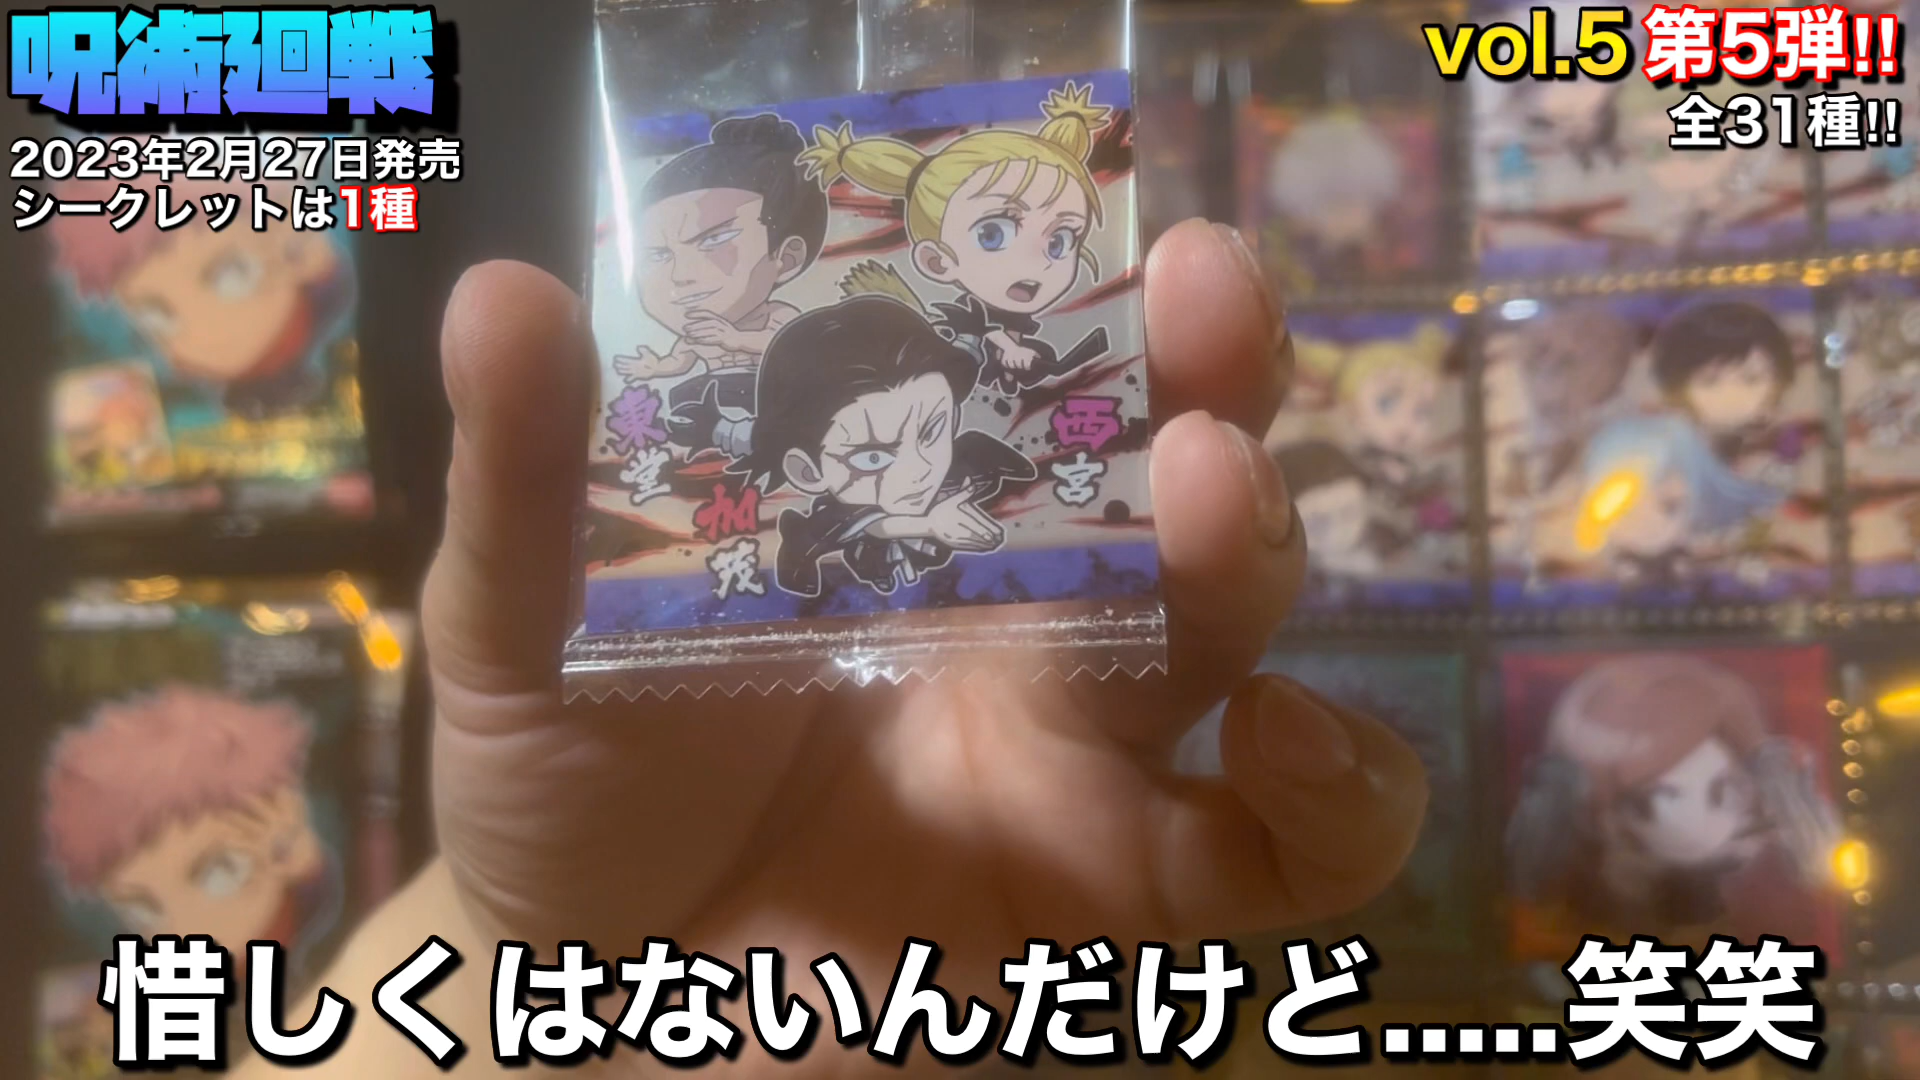 呪術廻戦
2023年2月27日発売
シークレットは1種
vol.5 第5弾!!
全31種!!
東堂
加茂
西宮
惜しくはないんだけど.....笑笑